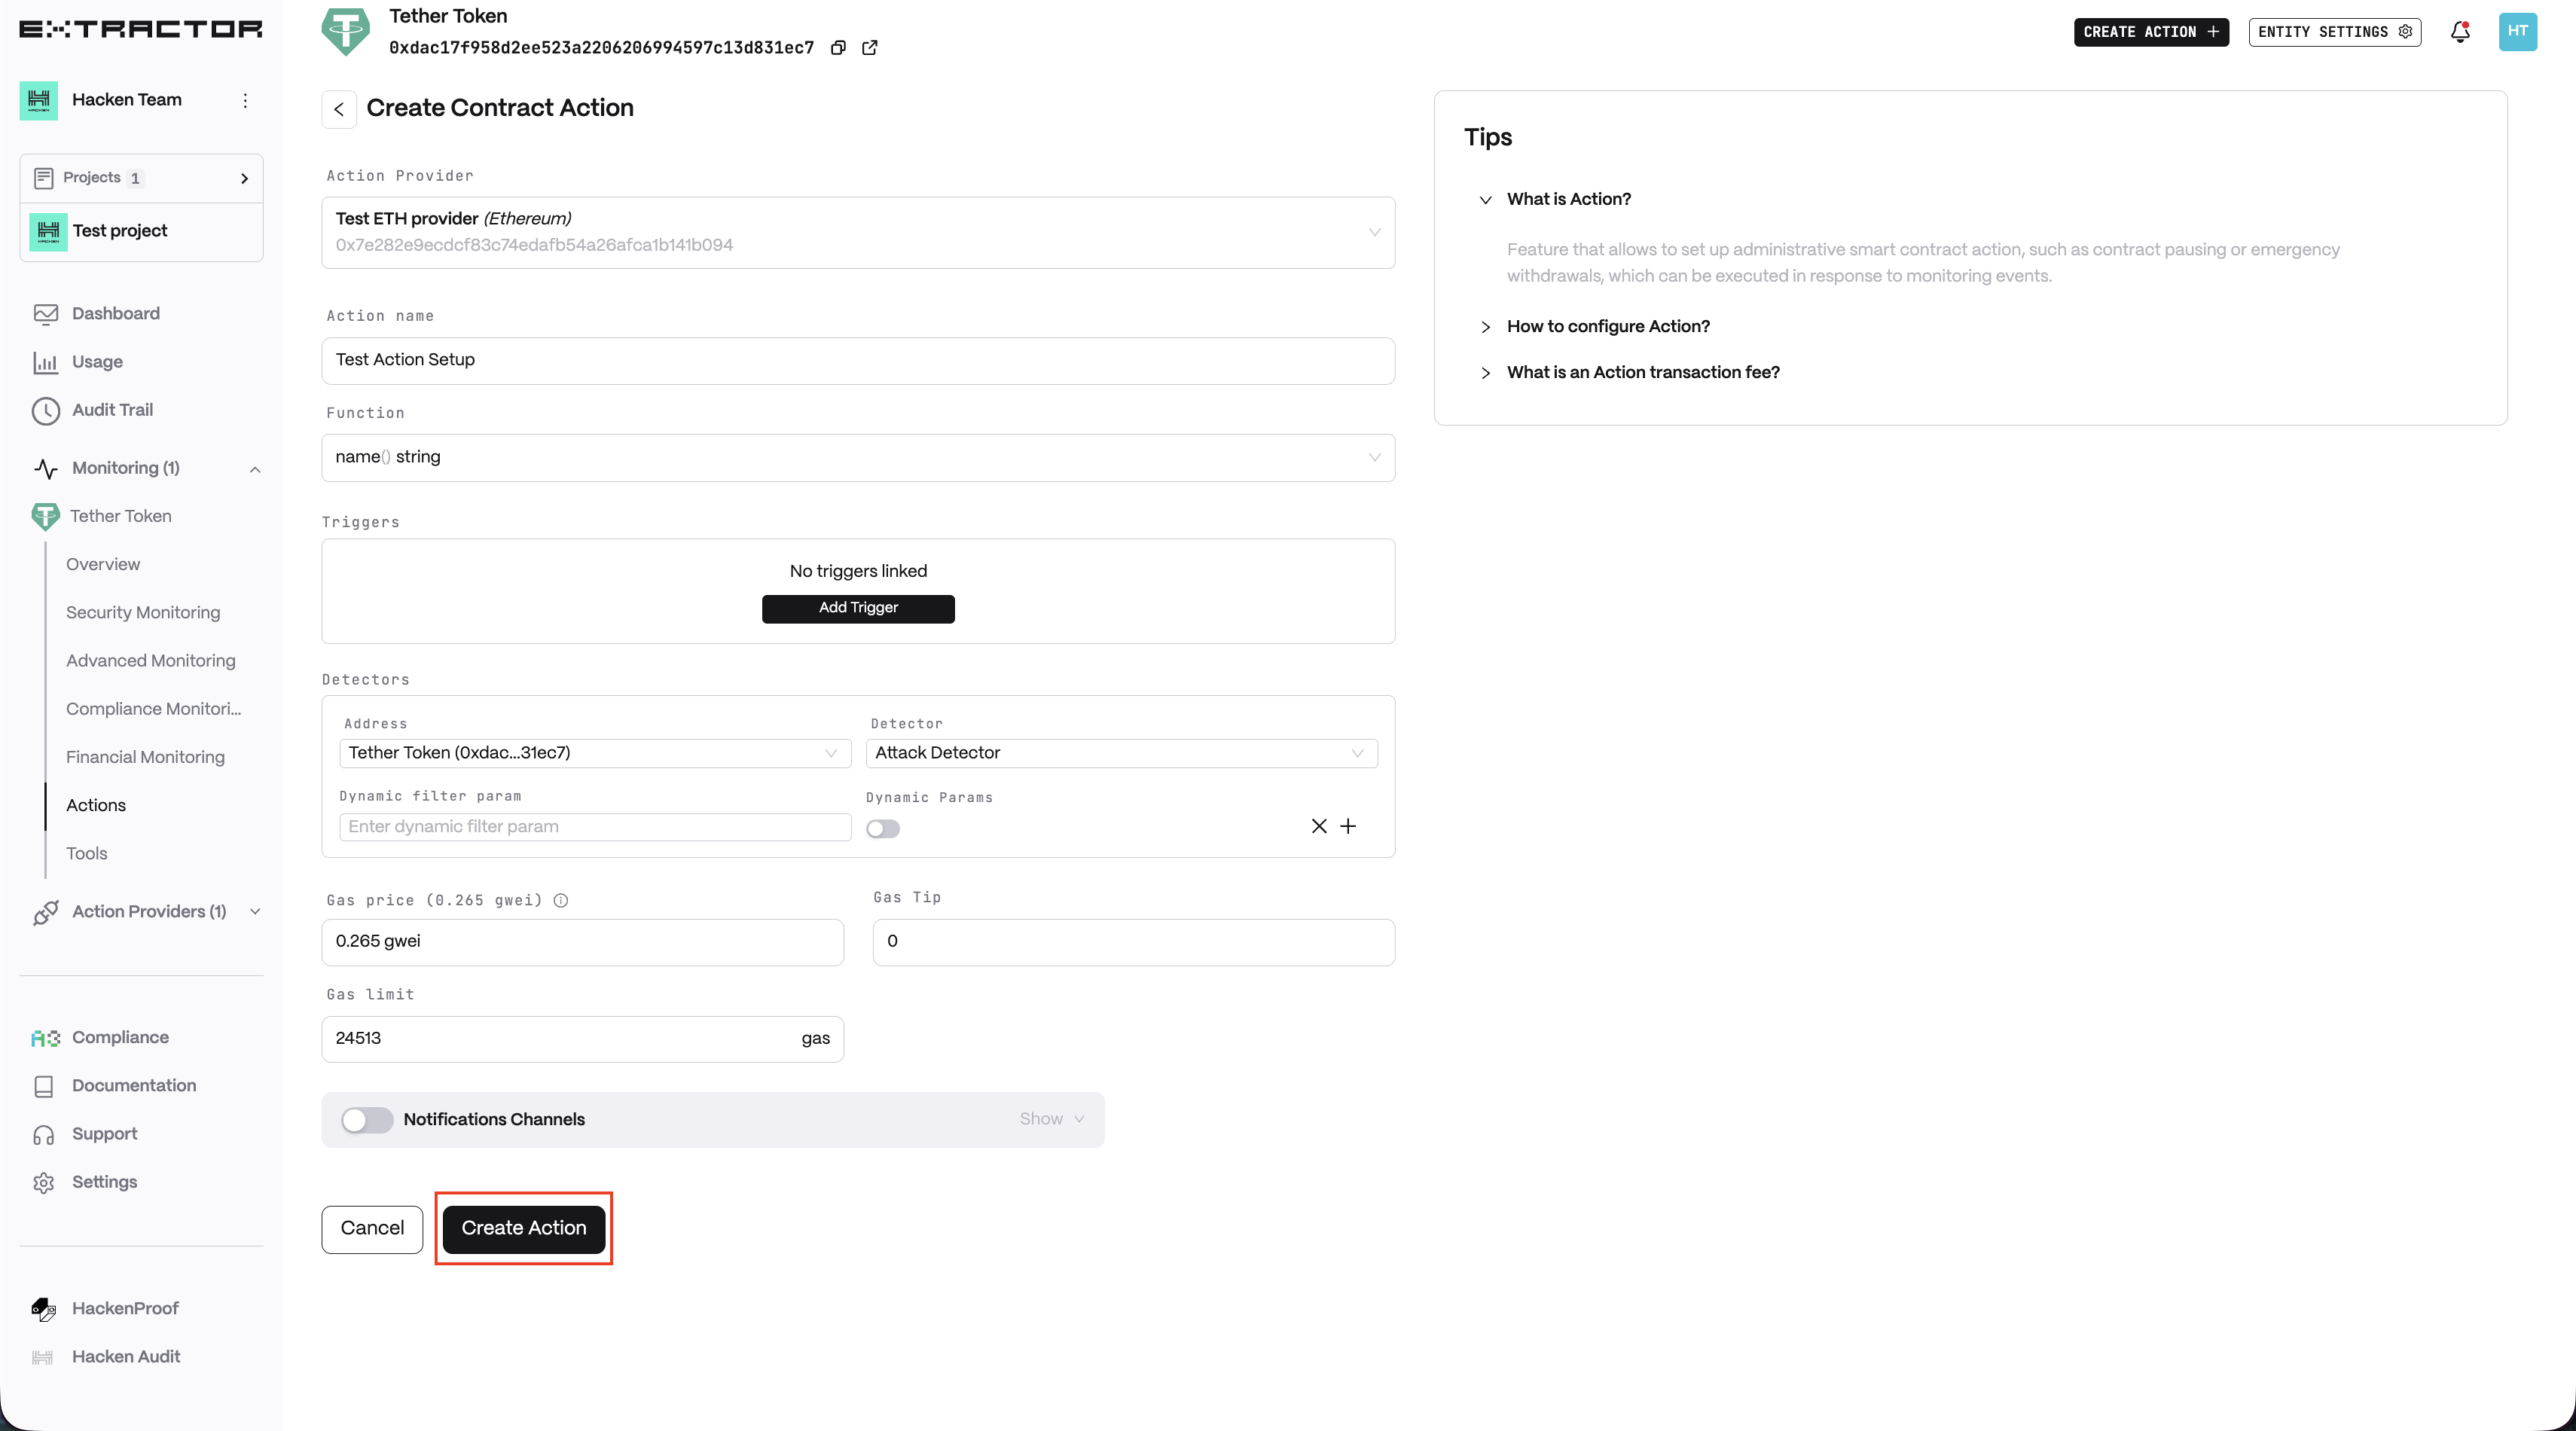 EXTRACTOR
Hacken Team
Projects 1
Test project
Dashboard
Usage
Audit Trail
Monitoring (1)
Tether Token
Overview
Security Monitoring
Advanced Monitoring
Compliance Monitori...
Financial Monitoring
Actions
Tools
Action Providers (1)
Compliance
Documentation
Support
Settings
HackenProof
Hacken Audit
Tether Token
0xdac17f958d2ee523a2206206994597c13d831ec7
CREATE ACTION +
ENTITY SETTINGS
HT
Create Contract Action
Action Provider
Test ETH provider (Ethereum)
0x7e282e9ecdcf83c74edafb54a26afca1b141b094
Action name
Test Action Setup
Function
name() string
Triggers
No triggers linked
Add Trigger
Detectors
Address
Detector
Tether Token (0xdac...31ec7)
Attack Detector
Dynamic filter param
Dynamic Params
Enter dynamic filter param
Gas price (0.265 gwei)
Gas Tip
0.265 gwei
0
Gas limit
24513 gas
Notifications Channels
Show
Cancel
Create Action
Tips
What is Action?
Feature that allows to set up administrative smart contract action, such as contract pausing or emergency
withdrawals, which can be executed in response to monitoring events.
How to configure Action?
What is an Action transaction fee?